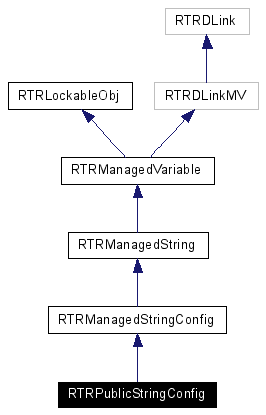 RTRDLink
RTRLockableObj
RTRDLinkMV
RTRManagedVariable
RTRManagedString
RTRManagedStringConfig
RTRPublicStringConfig